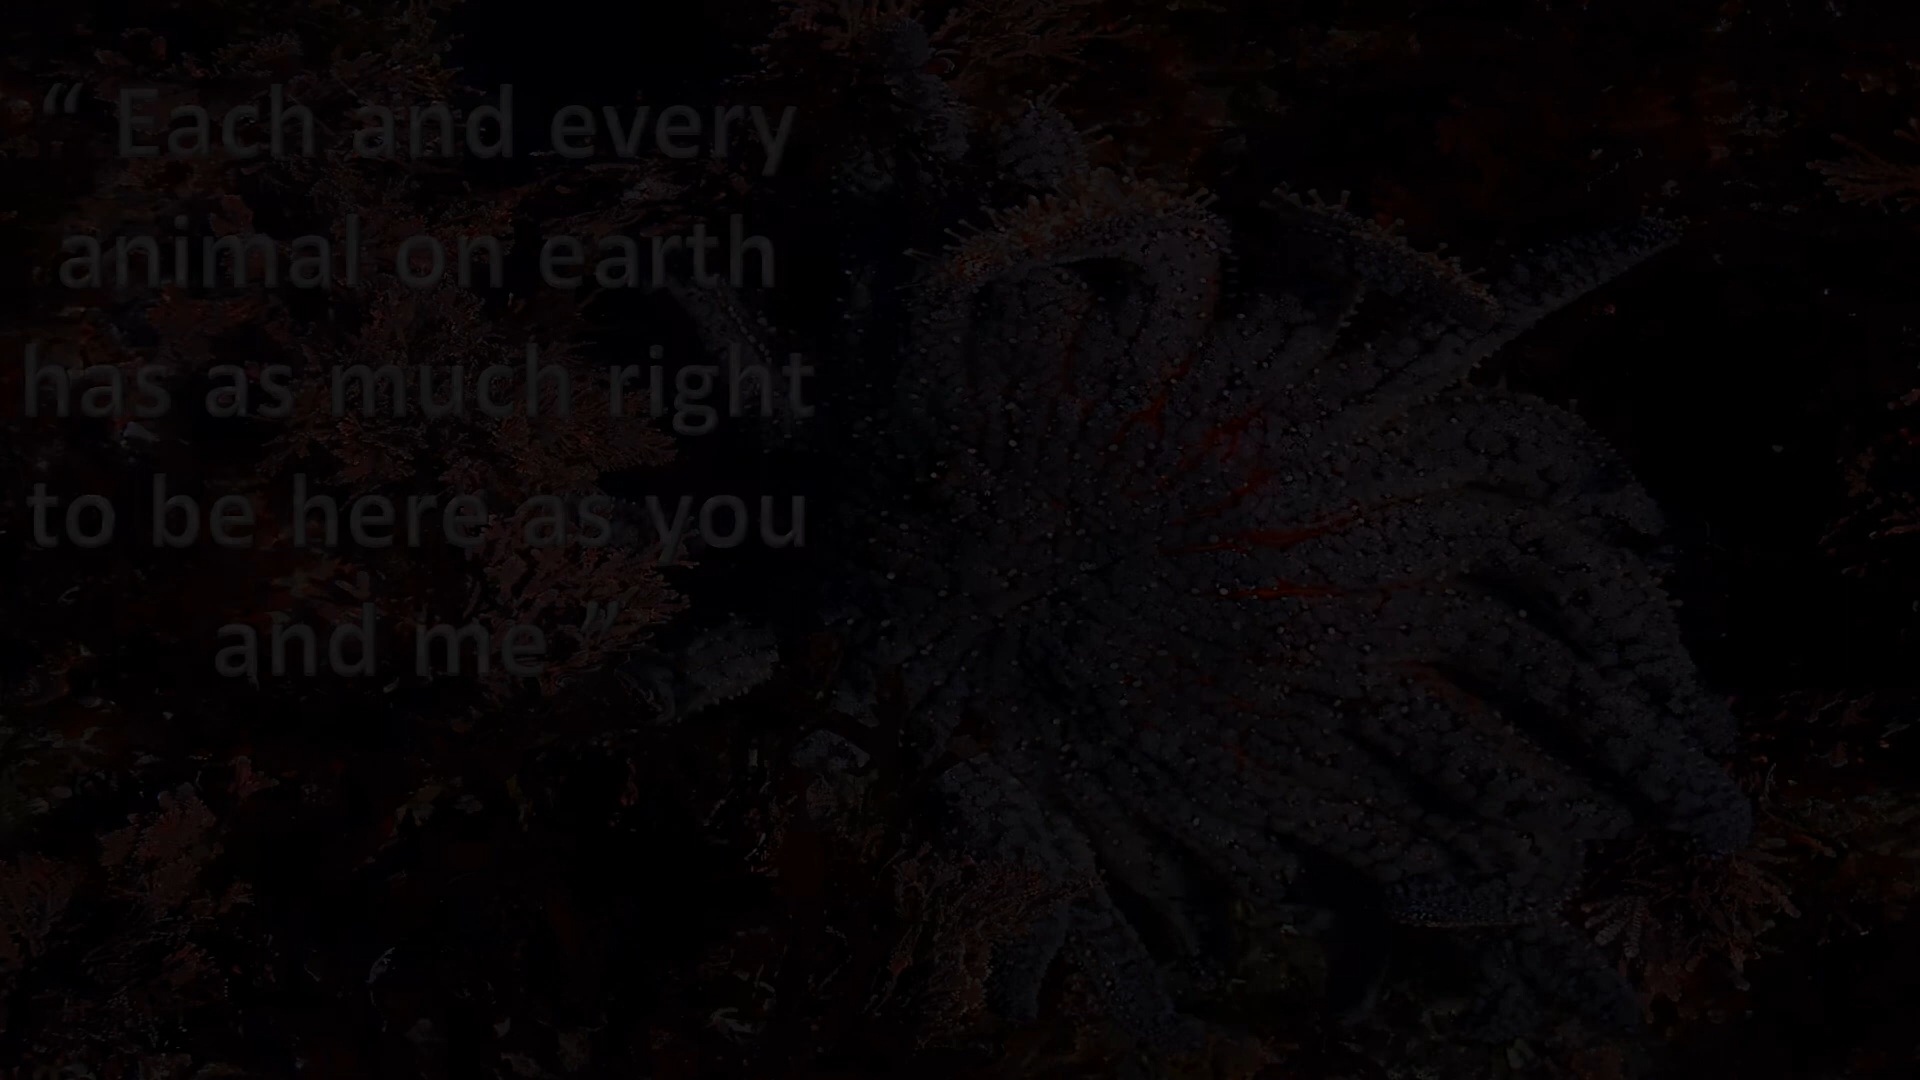 “ Each and every
animal on earth
has as much right
to be here as you
and me ”